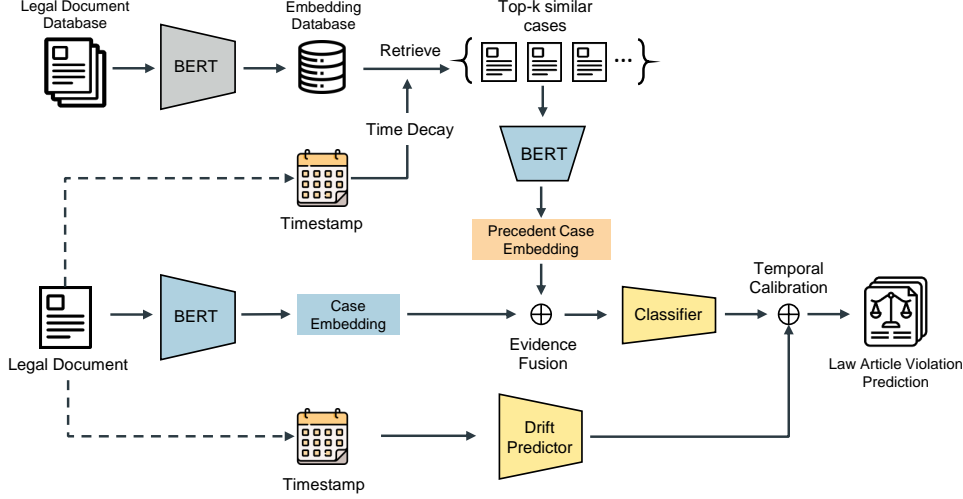 Legal Document
Database
BERT
Embedding
Database
Retrieve
Top-k similar
cases
Time Decay
BERT
Timestamp
Precedent Case
Embedding
Legal Document
BERT
Case
Embedding
Evidence
Fusion
Classifier
Temporal
Calibration
Law Article Violation
Prediction
Timestamp
Drift
Predictor